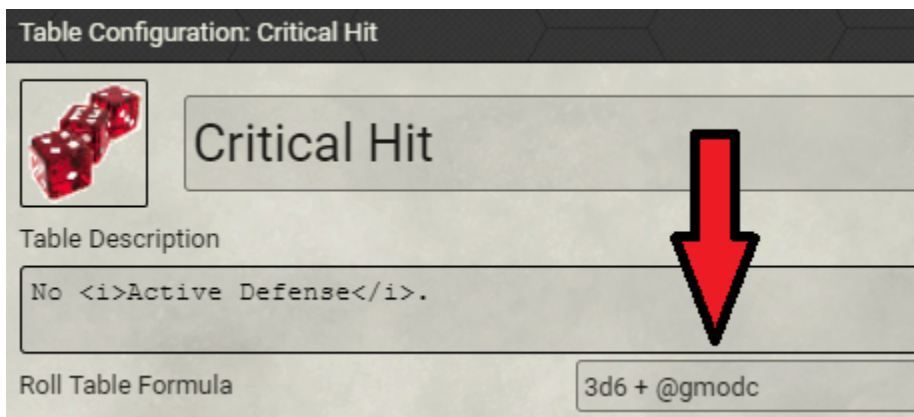 Table Configuration: Critical Hit
Critical Hit
Table Description
No <i>Active Defense</i>.
Roll Table Formula
3d6 + @gmodc